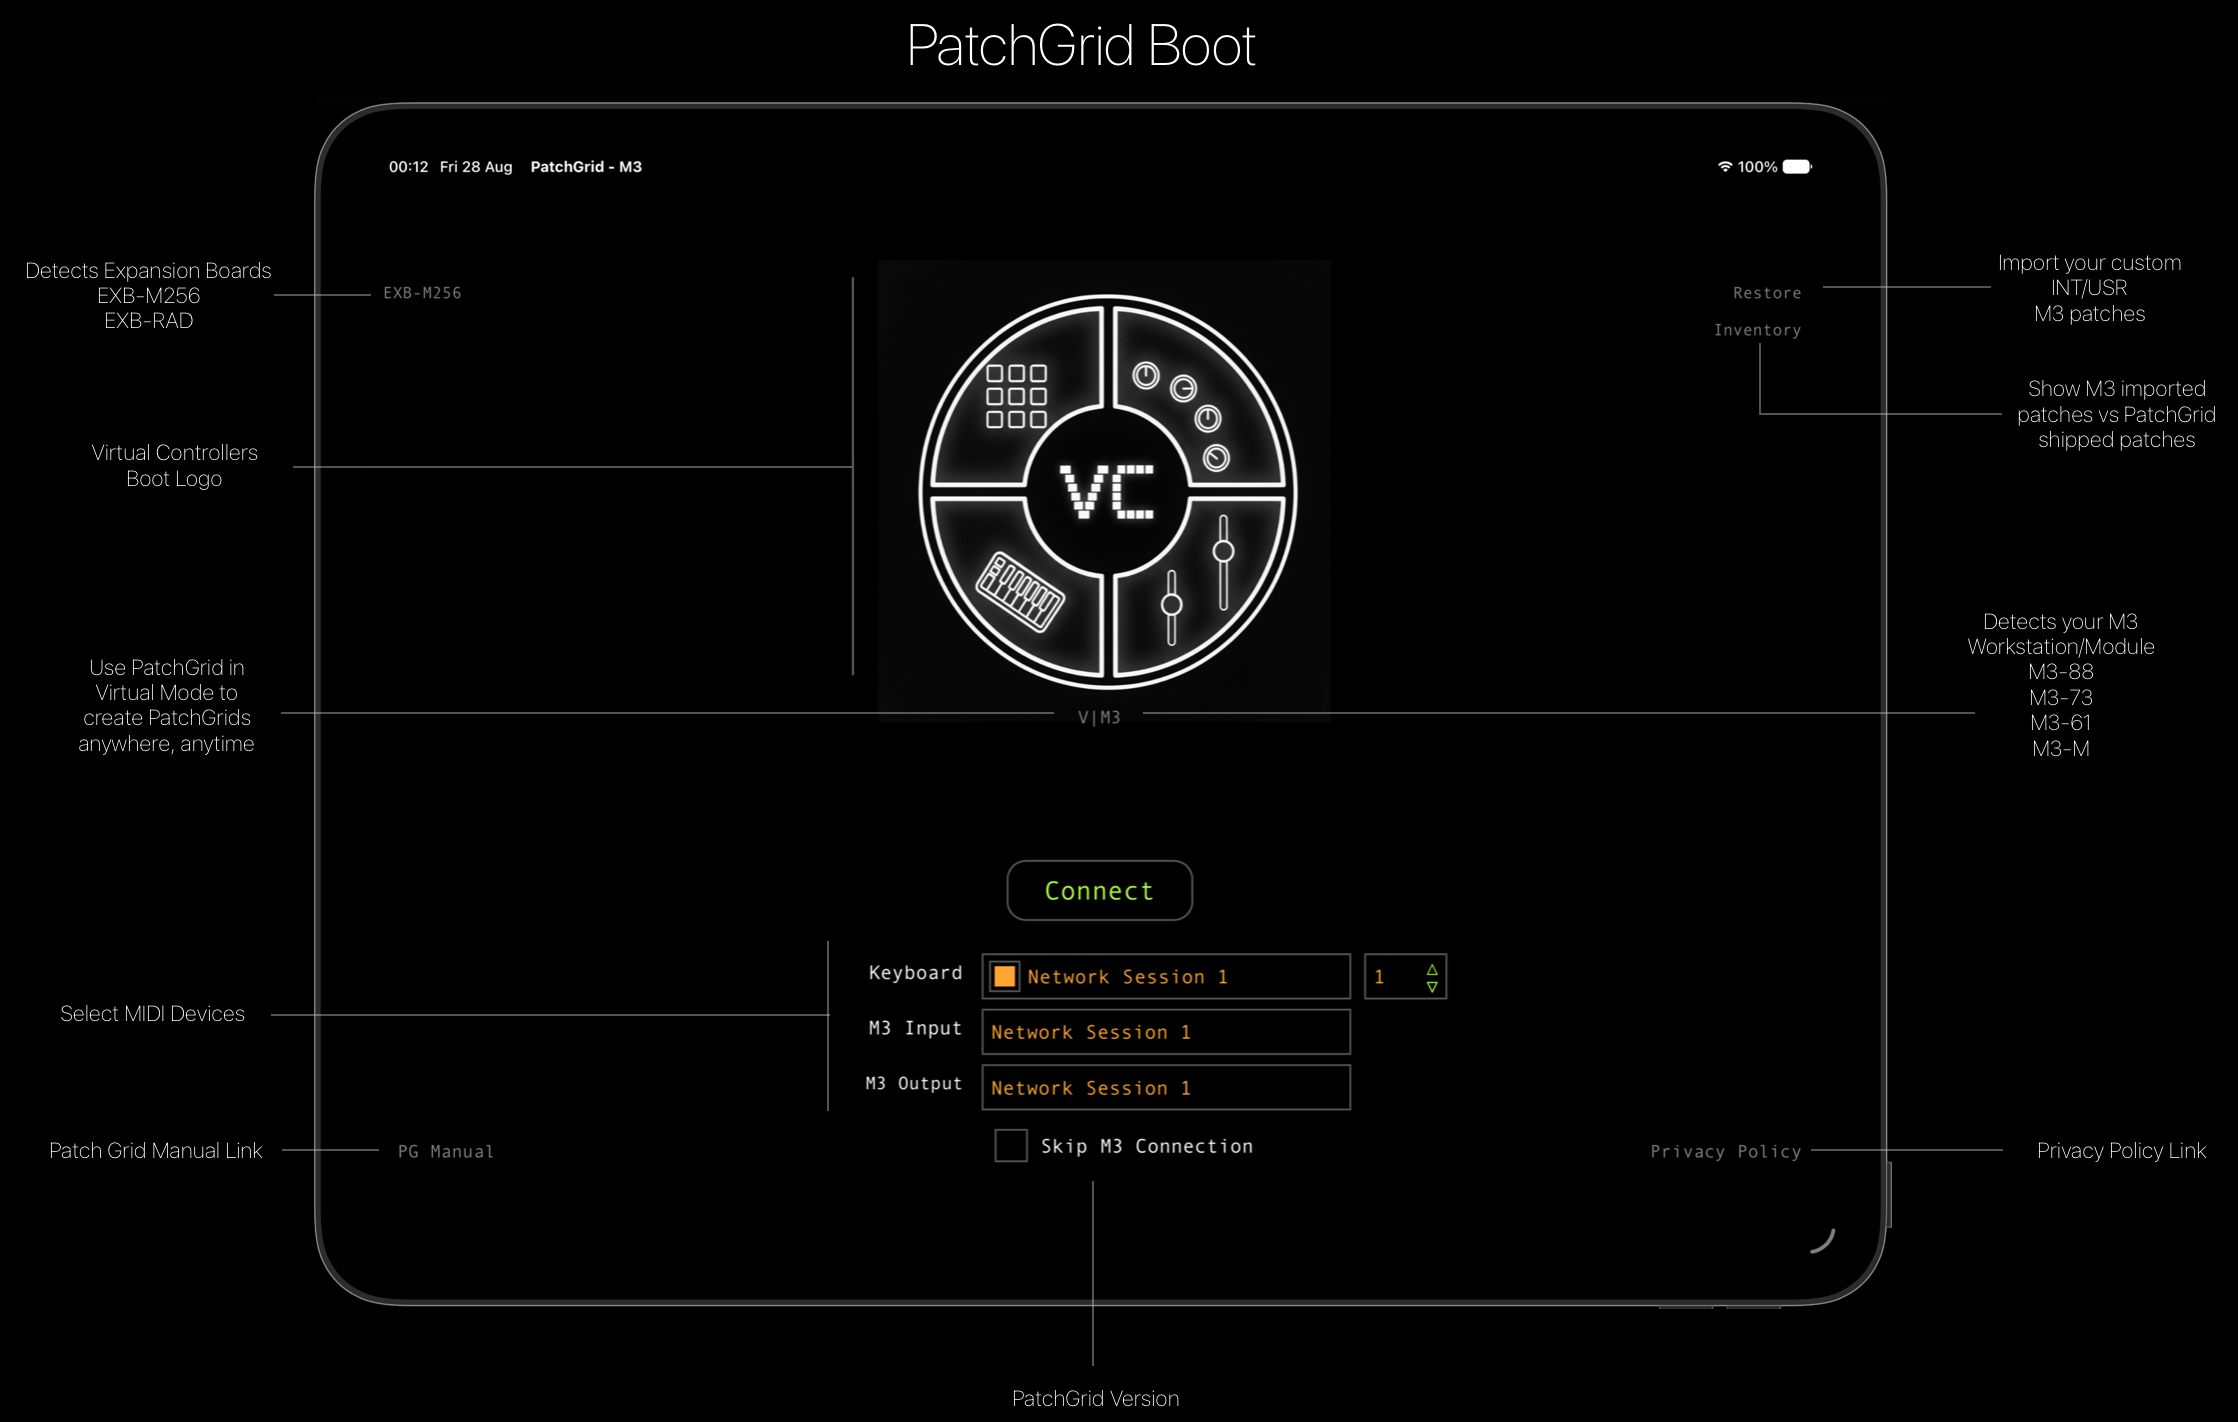 PatchGrid Boot
00:12 Fri 28 Aug PatchGrid - M3
100%
Detects Expansion Boards
EXB-M256
EXB-RAD
EXB-M256
Restore
Inventory
Import your custom
INT/USR
M3 patches
Show M3 imported
patches vs PatchGrid
shipped patches
Virtual Controllers
Boot Logo
VC
Use PatchGrid in
Virtual Mode to
create PatchGrids
anywhere, anytime
V|M3
Detects your M3
Workstation/Module
M3-88
M3-73
M3-61
M3-M
Connect
Select MIDI Devices
Keyboard Network Session 1 1
M3 Input Network Session 1
M3 Output Network Session 1
Skip M3 Connection
Patch Grid Manual Link
PG Manual
Privacy Policy
Privacy Policy Link
PatchGrid Version